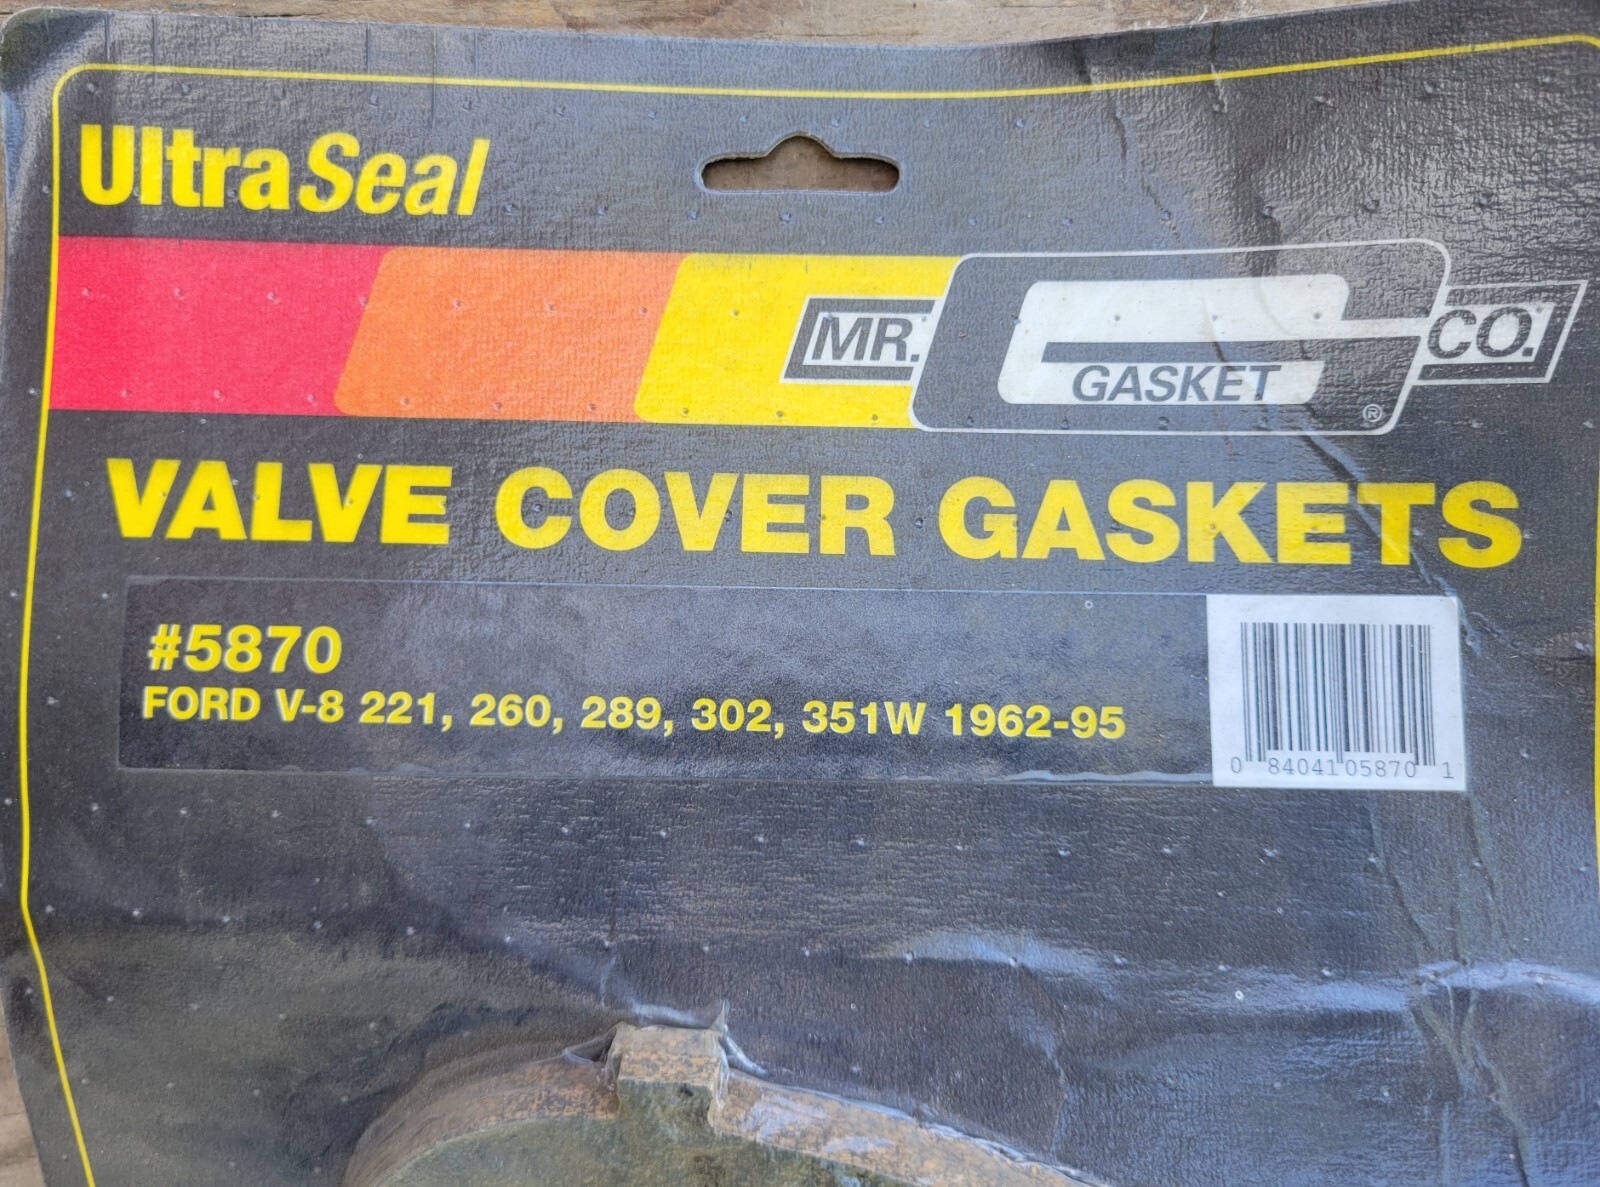 Ultra Seal
MR. GASKET CO.
®
VALVE COVER GASKETS
#5870
FORD V-8 221, 260, 289, 302, 351W 1962-95
0 84041 05870 1